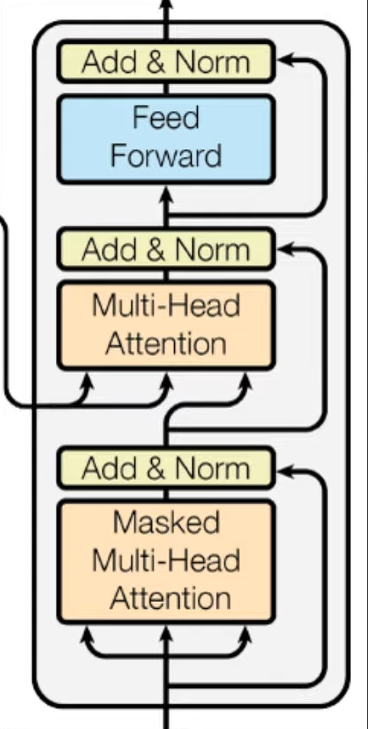 Add & Norm
Feed
Forward
Add & Norm
Multi-Head
Attention
Add & Norm
Masked
Multi-Head
Attention